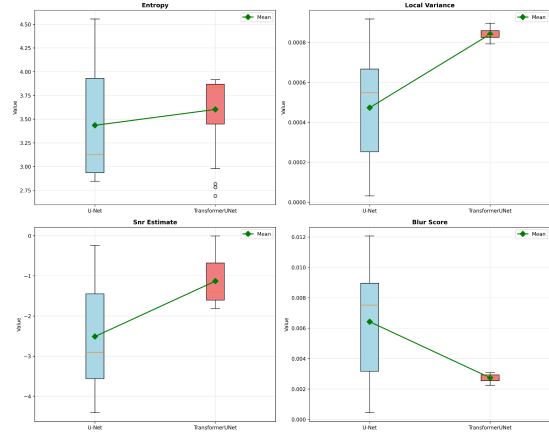 Entropy
Mean
4.50
4.25
4.00
3.75
3.50
3.25
3.00
2.75
Value
U-Net
TransformerUNet
Local Variance
Mean
0.0008
0.0006
0.0004
0.0002
0.0000
Value
U-Net
TransformerUNet
Snr Estimate
Mean
0
−1
−2
−3
−4
Value
U-Net
TransformerUNet
Blur Score
Mean
0.012
0.010
0.008
0.006
0.004
0.002
0.000
Value
U-Net
TransformerUNet